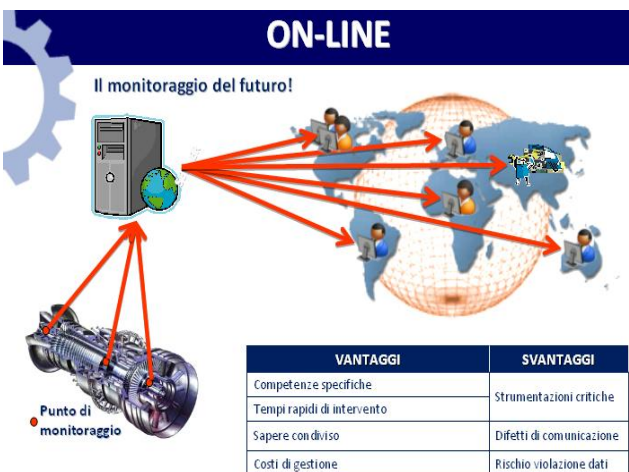 ON-LINE
Il monitoraggio del futuro!
Punto di
monitoraggio
VANTAGGI SVANTAGGI
Competenze specifiche
Strumentazioni critiche
Tempi rapidi di intervento
Sapere condiviso Difetti di comunicazione
Costi di gestione Rischio violazione dati